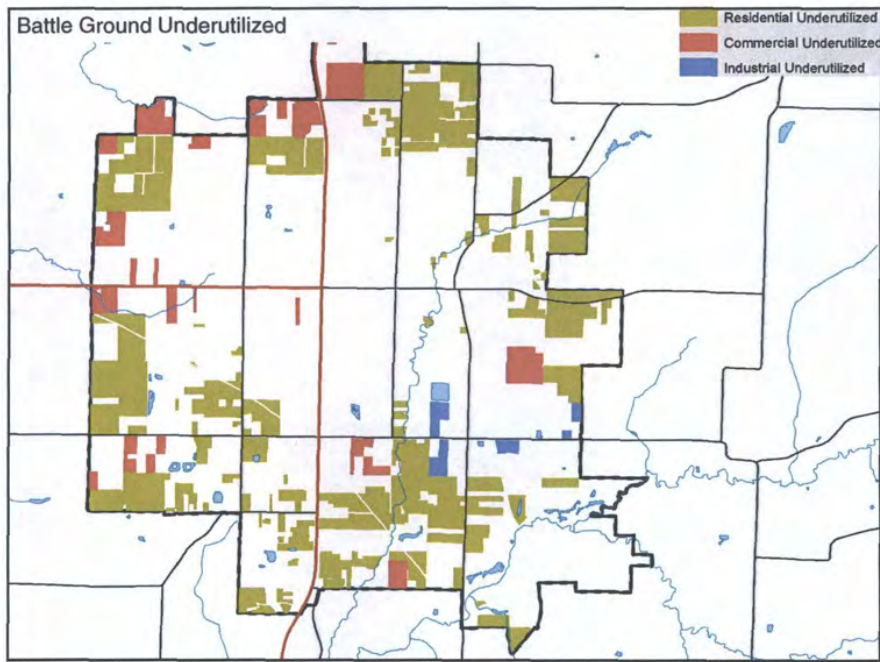 Battle Ground Underutilized
Residential Underutilized
Commercial Underutilized
Industrial Underutilized